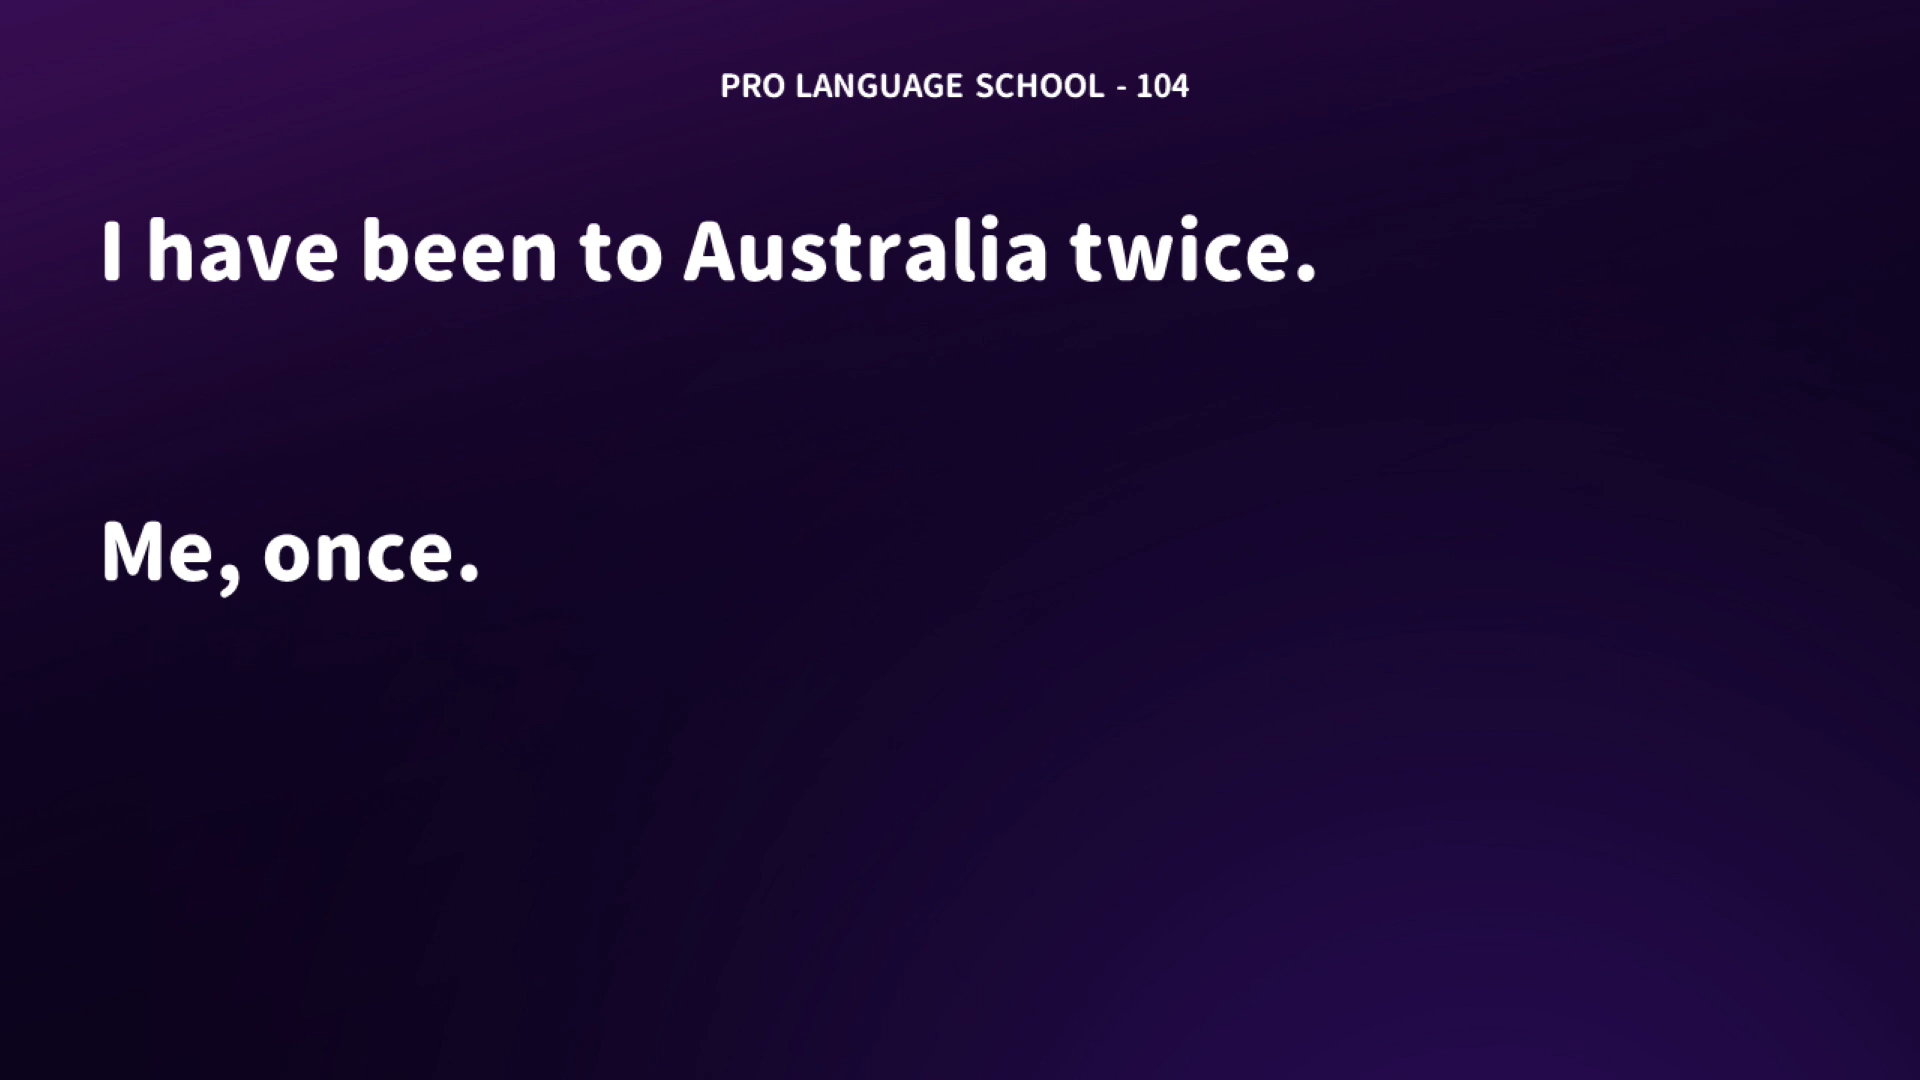 PRO LANGUAGE SCHOOL - 104
I have been to Australia twice.
Me, once.